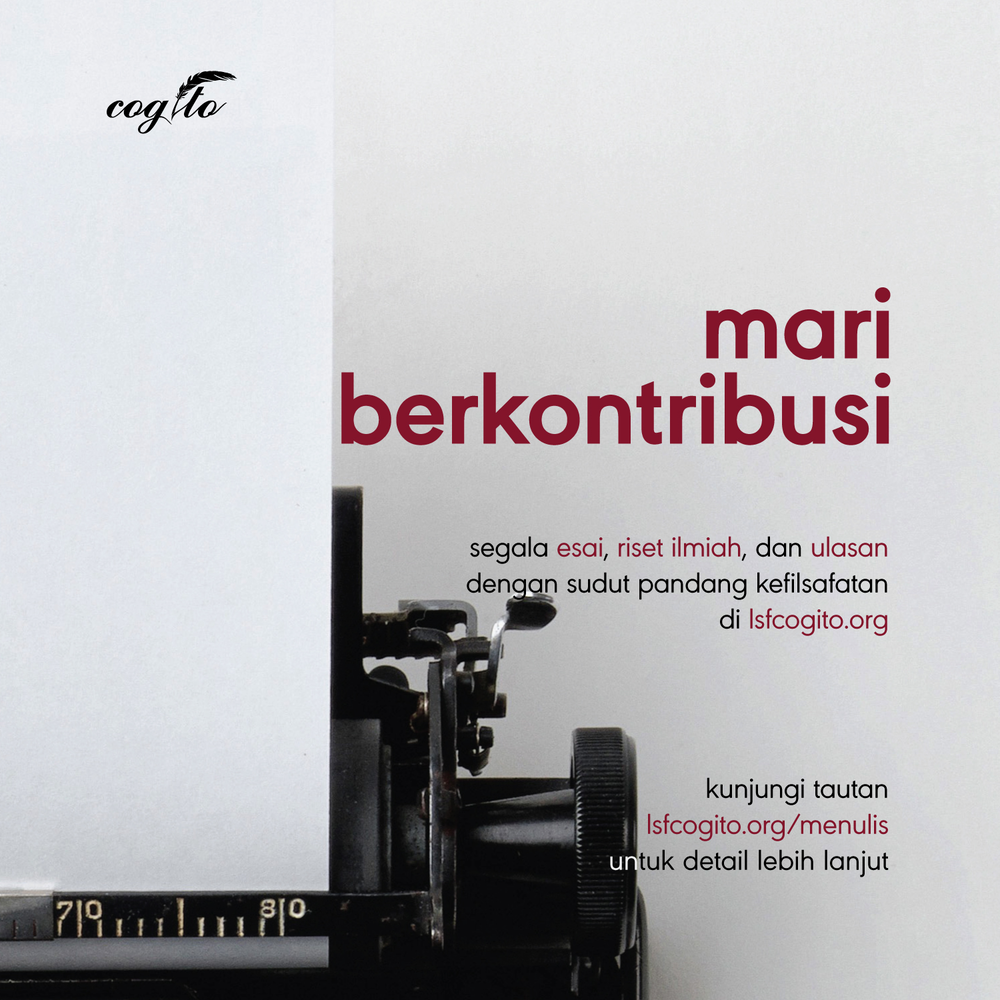 cogito
mari
berkontribusi
segala esai, riset ilmiah, dan ulasan
dengan sudut pandang kefilsafatan
di lsfcogito.org
kunjungi tautan
lsfcogito.org/menulis
untuk detail lebih lanjut
70 80